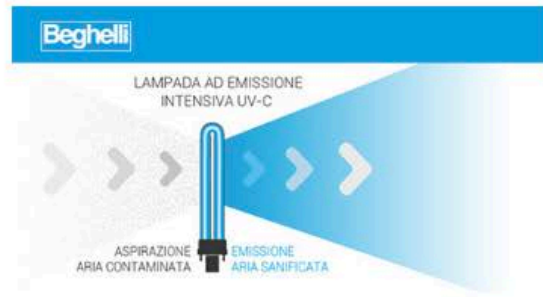 Beghelli
LAMPADA AD EMISSIONE
INTENSIVA UV-C
ASPIRAZIONE
ARIA CONTAMINATA
EMISSIONE
ARIA SANIFICATA